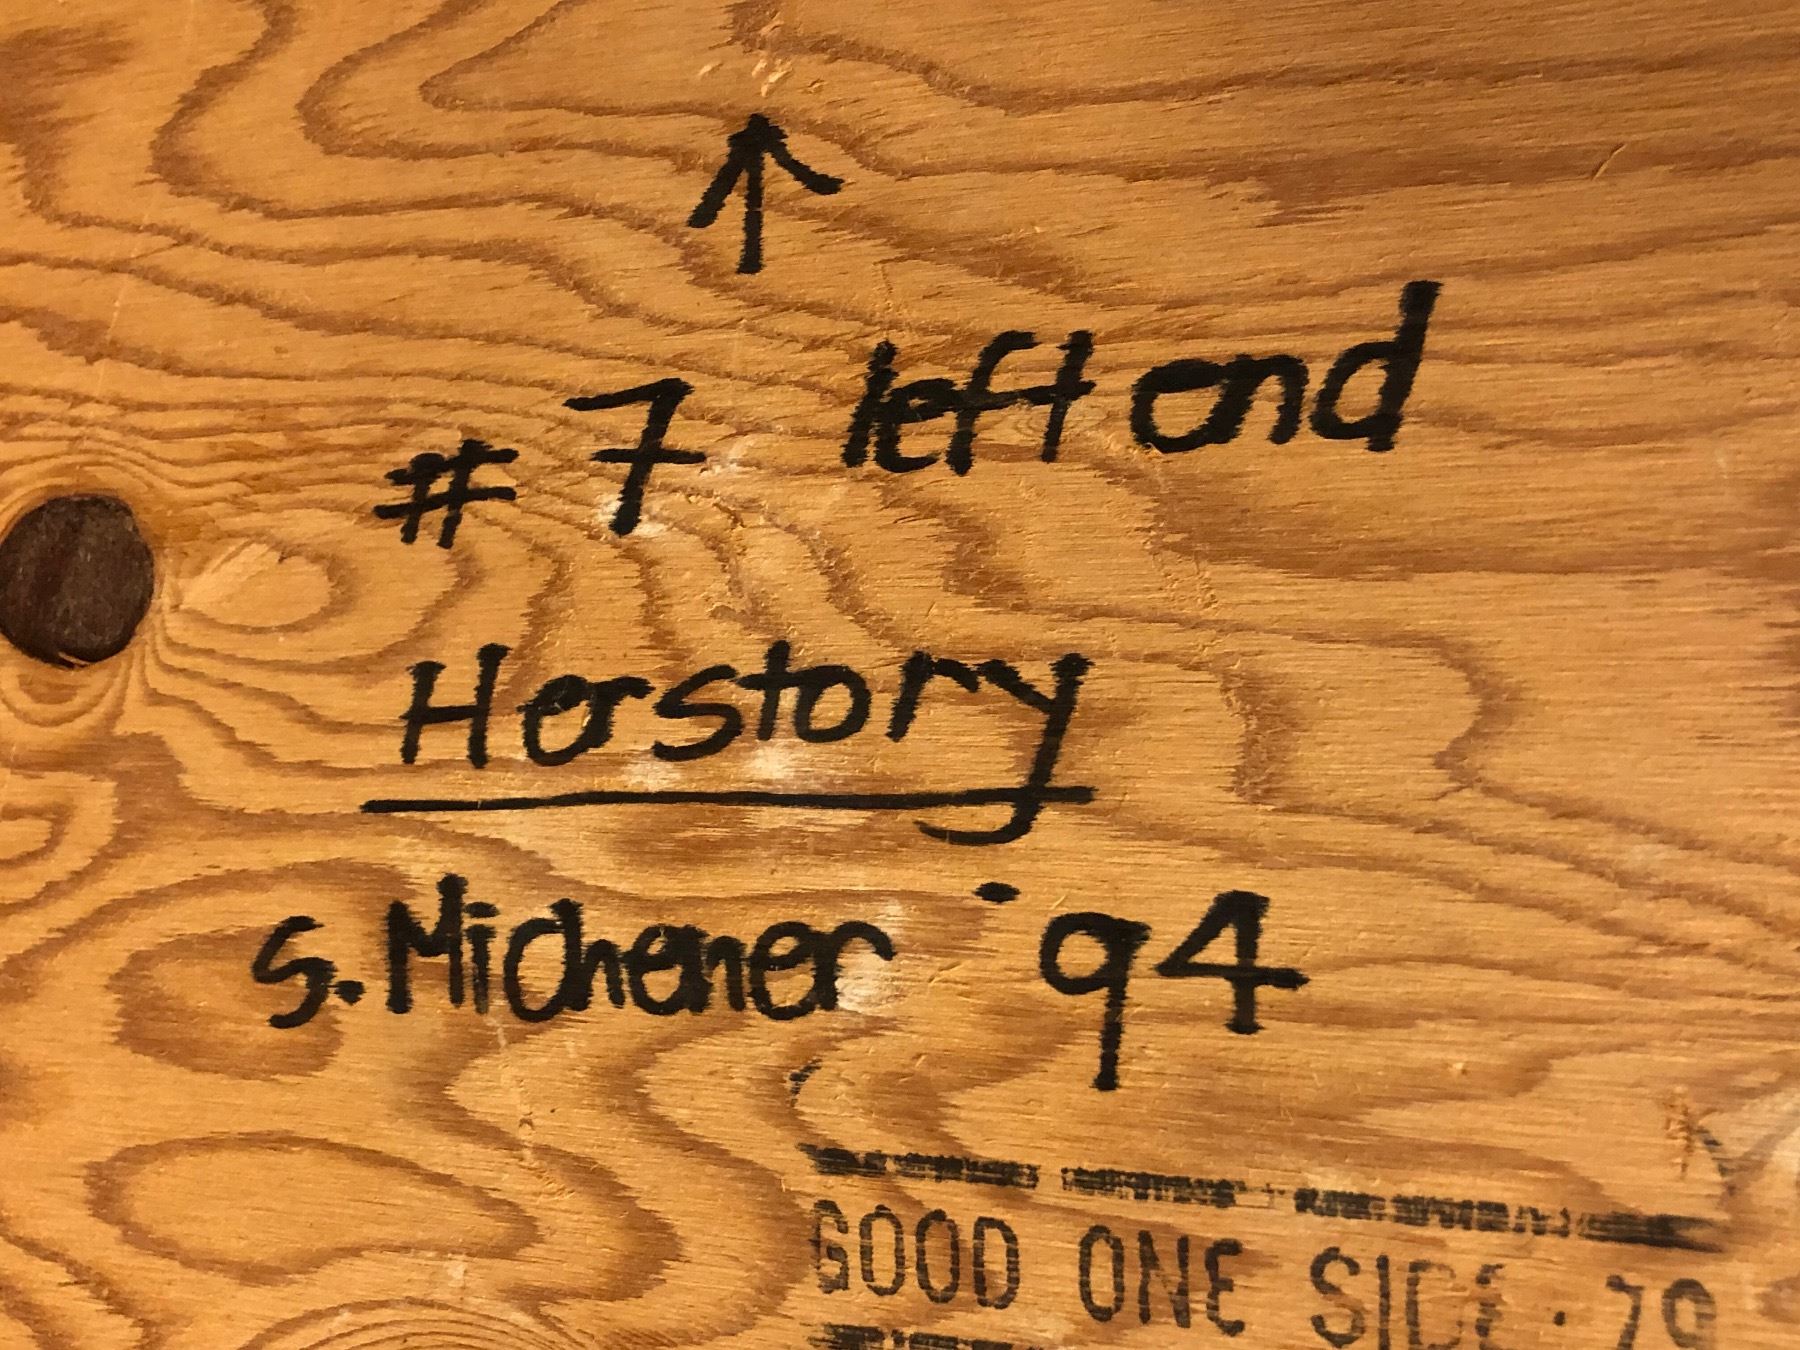 ↑
#7 left end
Herstory
S. Michener '94
GOOD ONE SIDE